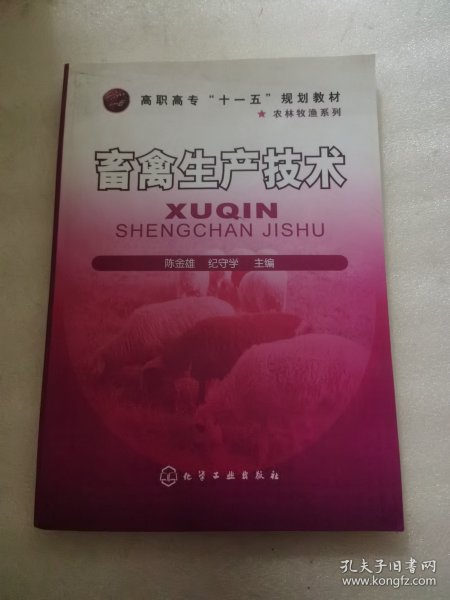 高职高专“十一五”规划教材
★ 农林牧渔系列
畜禽生产技术
XUQIN
SHENGCHAN JISHU
陈金雄 纪守学 主编
化学工业出版社
孔夫子旧书网
www.kongfz.com